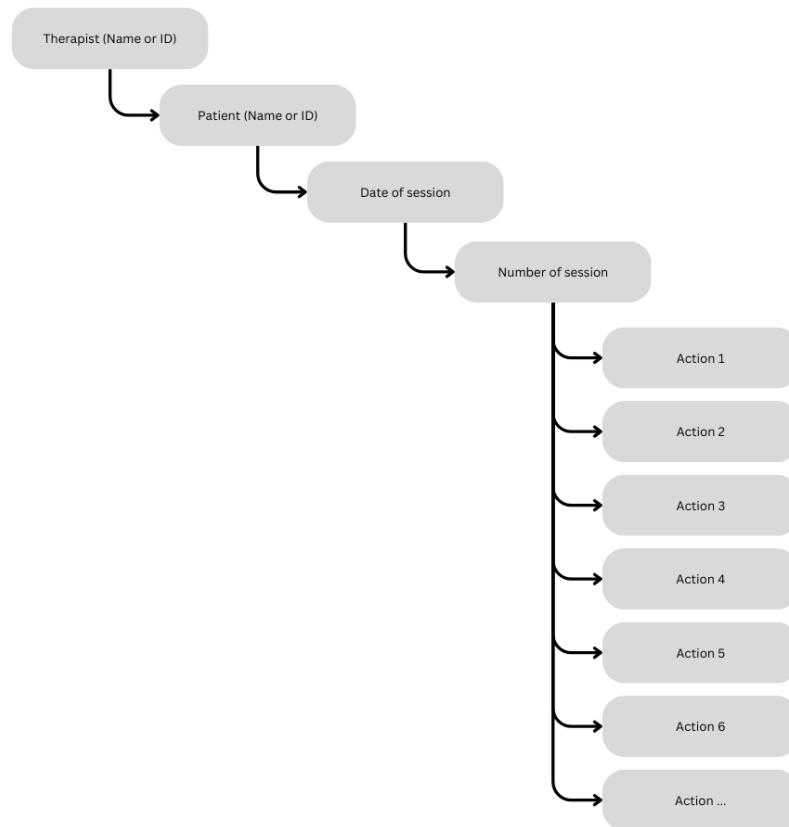 Therapist (Name or ID)
Patient (Name or ID)
Date of session
Number of session
Action 1
Action 2
Action 3
Action 4
Action 5
Action 6
Action ...